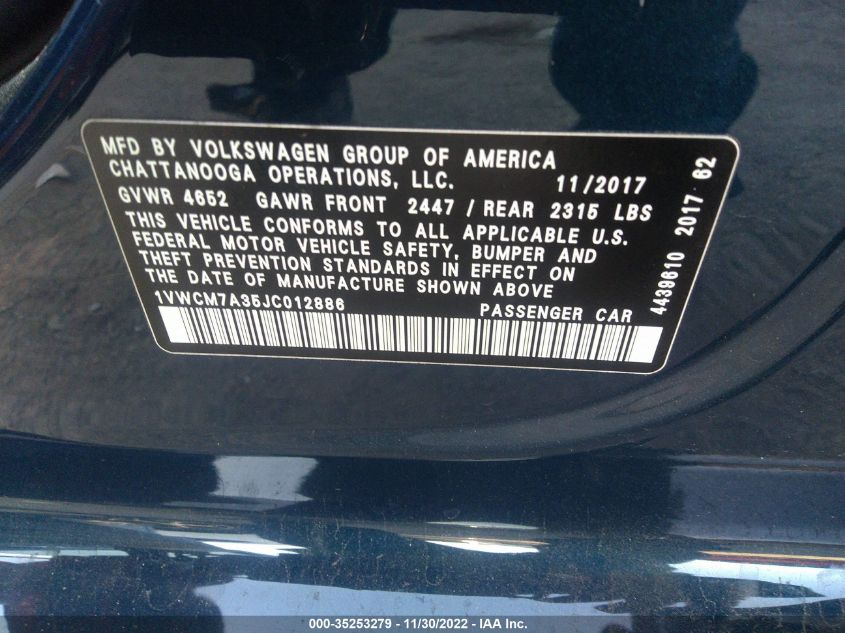 MFD BY VOLKSWAGEN GROUP OF AMERICA
CHATTANOOGA OPERATIONS, LLC. 11/2017
GVWR 4652 GAWR FRONT 2447 / REAR 2315 LBS
THIS VEHICLE CONFORMS TO ALL APPLICABLE U.S.
FEDERAL MOTOR VEHICLE SAFETY, BUMPER AND
THEFT PREVENTION STANDARDS IN EFFECT ON
THE DATE OF MANUFACTURE SHOWN ABOVE
1VWCM7A35JC012886 PASSENGER CAR
4439610 2017 62
000-35253279 - 11/30/2022 - IAA Inc.